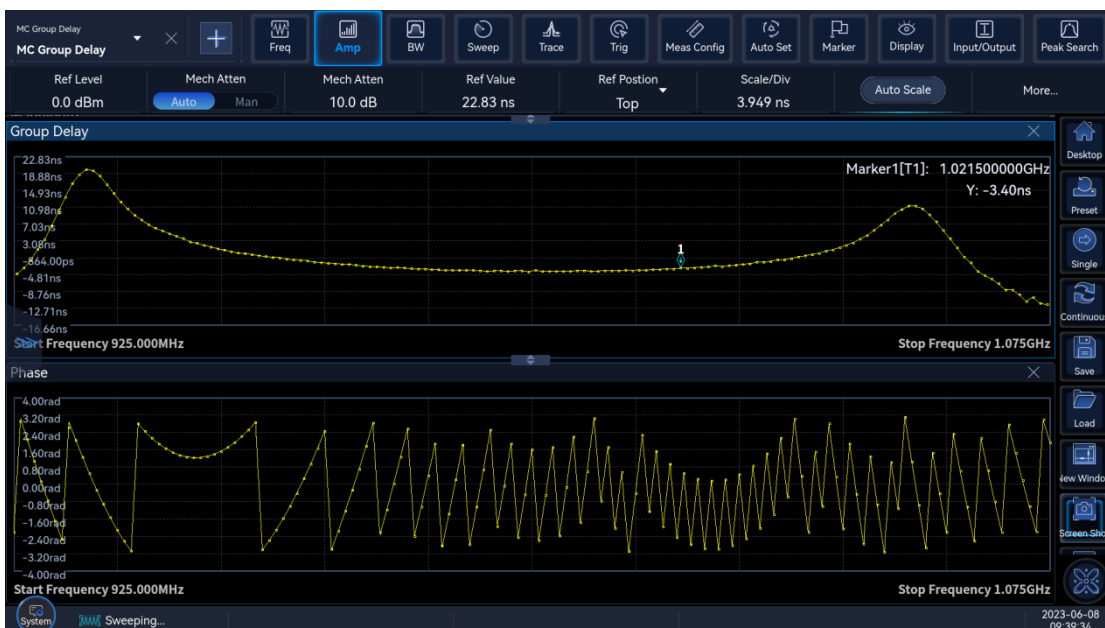 MC Group Delay
MC Group Delay
Freq
Amp
BW
Sweep
Trace
Trig
Meas Config
Auto Set
Marker
Display
Input/Output
Peak Search
Ref Level
0.0 dBm
Mech Atten
Auto
Man
Mech Atten
10.0 dB
Ref Value
22.83 ns
Ref Postion
Top
Scale/Div
3.949 ns
Auto Scale
More...
Group Delay
22.83ns
18.88ns
14.93ns
10.98ns
7.03ns
3.08ns
-864.00ps
-4.81ns
-8.76ns
-12.71ns
-16.66ns
Marker1[T1]: 1.021500000GHz
Y: -3.40ns
1
Start Frequency 925.000MHz
Stop Frequency 1.075GHz
Phase
4.00rad
3.20rad
2.40rad
1.60rad
0.80rad
0.00rad
-0.80rad
-1.60rad
-2.40rad
-3.20rad
-4.00rad
Start Frequency 925.000MHz
Stop Frequency 1.075GHz
Desktop
Preset
Single
Continuou
Save
Load
New Windo
Screen Sho
System
Sweeping...
2023-06-08
09:39:34